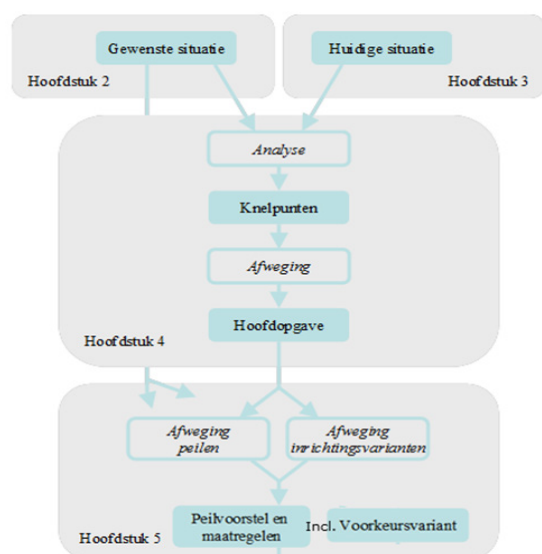 Gewenste situatie
Huidige situatie
Hoofdstuk 2
Hoofdstuk 3
Analyse
Knelpunten
Afweging
Hoofdopgave
Hoofdstuk 4
Afweging
peilen
Afweging
inrichtingsvarianten
Peilvoorstel en
maatregelen
Incl. Voorkeursvariant
Hoofdstuk 5